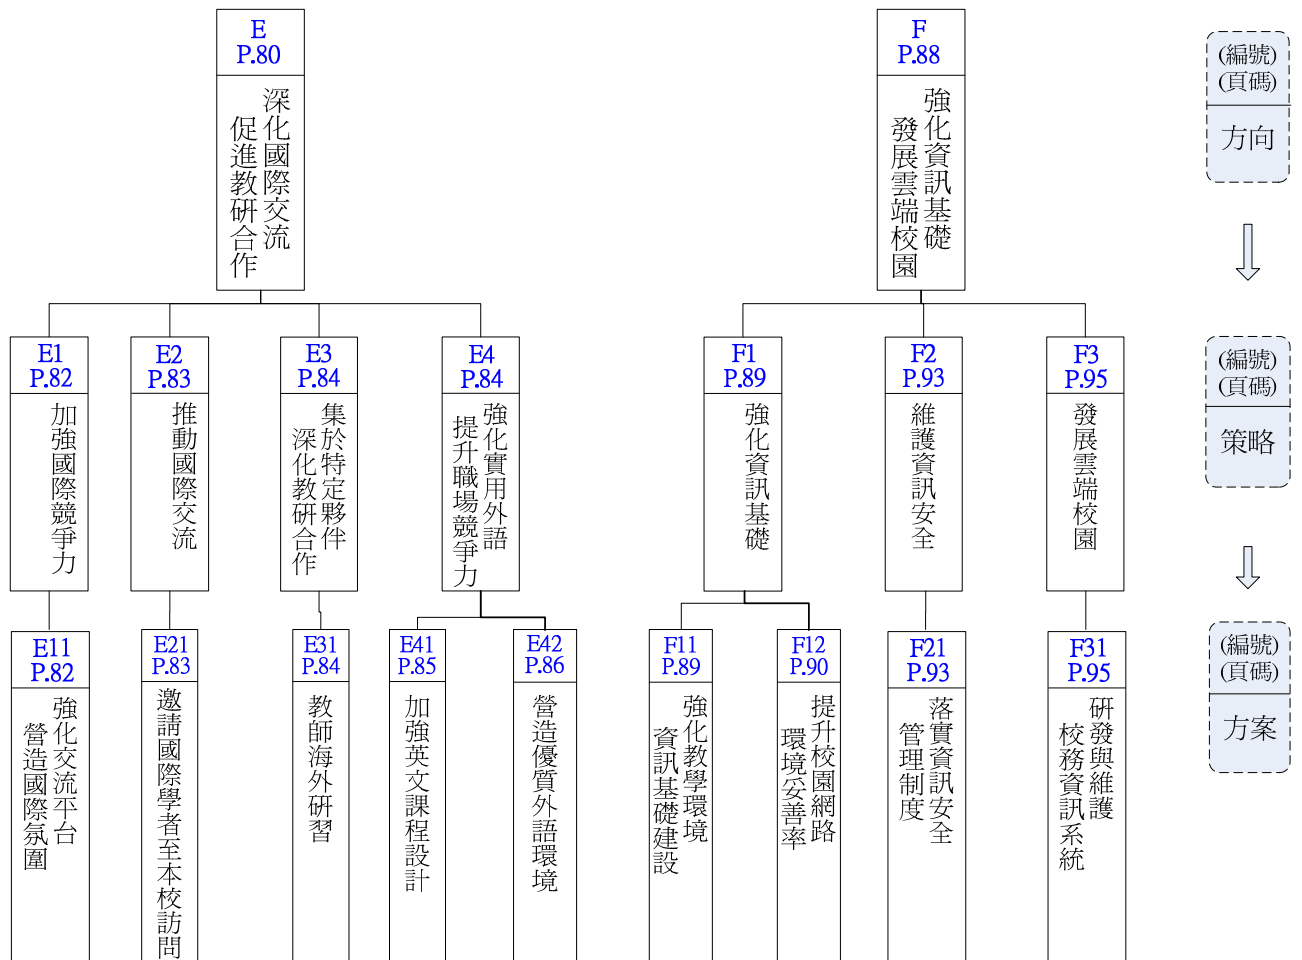 E
P.80
深化國際交流
促進教研合作
F
P.88
強化資訊基礎
發展雲端校園
(編號)
(頁碼)
方向
E1
P.82
加強國際競爭力
E2
P.83
推動國際交流
E3
P.84
集於特定夥伴
深化教研合作
E4
P.84
強化實用外語
提升職場競爭力
F1
P.89
強化資訊基礎
F2
P.93
維護資訊安全
F3
P.95
發展雲端校園
(編號)
(頁碼)
策略
E11
P.82
強化交流平台
營造國際氛圍
E21
P.83
邀請國際學者至本校訪問
E31
P.84
教師海外研習
E41
P.85
加強英文課程設計
E42
P.86
營造優質外語環境
F11
P.89
強化教學環境
資訊基礎建設
F12
P.90
提升校園網路
環境妥善率
F21
P.93
落實資訊安全
管理制度
F31
P.95
研發與維護
校務資訊系統
(編號)
(頁碼)
方案